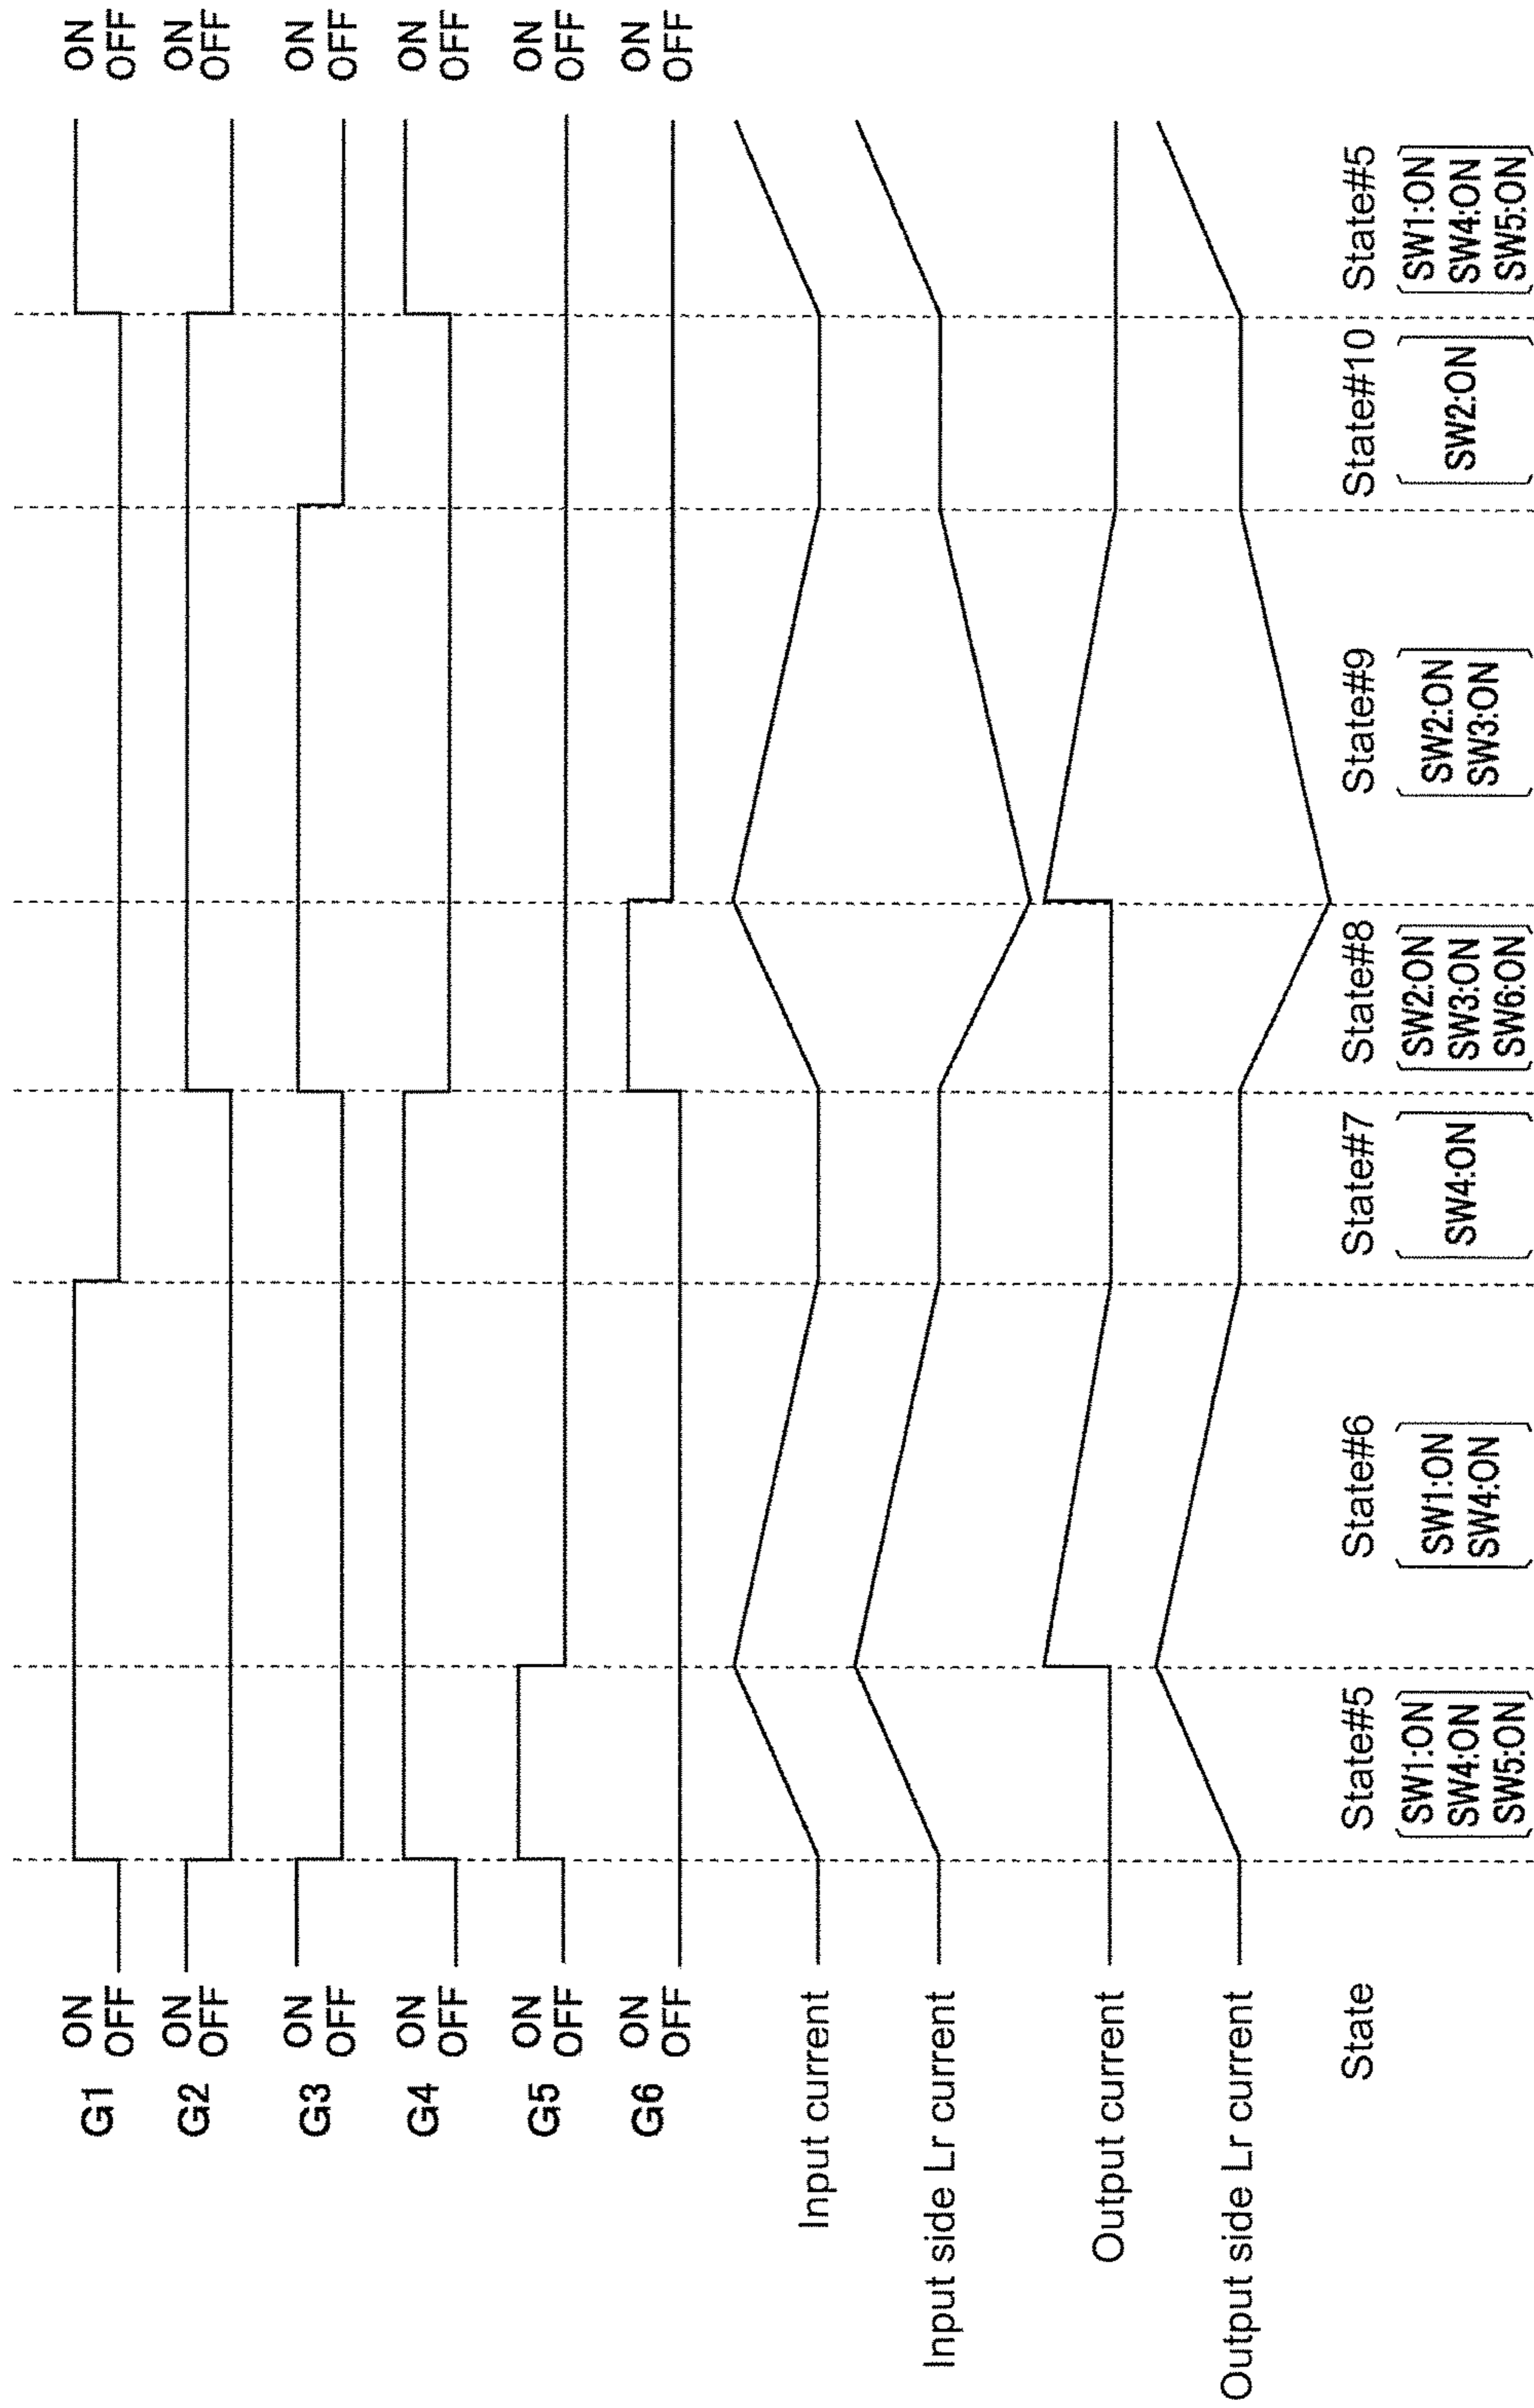 G1 ON OFF ON OFF
G2 ON OFF ON OFF
G3 ON OFF ON OFF
G4 ON OFF ON OFF
G5 ON OFF ON OFF
G6 ON OFF ON OFF
Input current
Input side Lr current
Output current
Output side Lr current
State State#5 State#6 State#7 State#8 State#9 State#10 State#5
SW1:ON
SW4:ON
SW5:ON
SW1:ON
SW4:ON
SW4:ON
SW2:ON
SW3:ON
SW6:ON
SW2:ON
SW3:ON
SW2:ON
SW1:ON
SW4:ON
SW5:ON